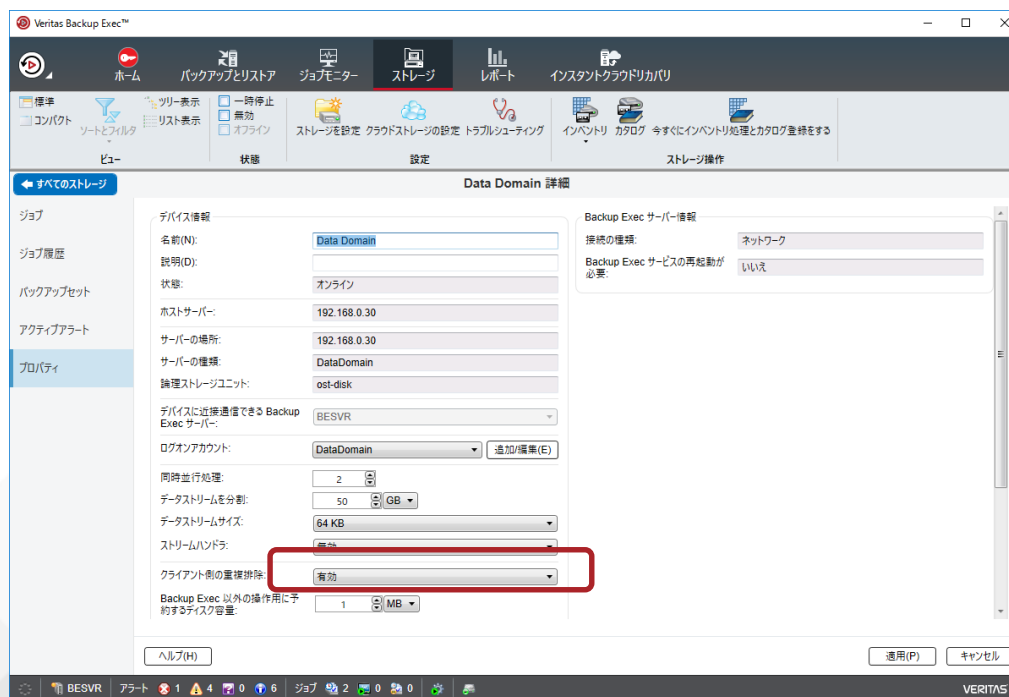 Veritas Backup Exec™
ホーム
バックアップとリストア
ジョブモニター
ストレージ
レポート
インスタントクラウドリカバリ
標準
コンパクト
ソートとフィルタ
ツリー表示
リスト表示
ビュー
一時停止
無効
オフライン
状態
ストレージを設定 クラウドストレージの設定 トラブルシューティング
設定
インベントリ カタログ 今すぐにインベントリ処理とカタログ登録をする
ストレージ操作
すべてのストレージ
Data Domain 詳細
ジョブ
ジョブ履歴
バックアップセット
アクティブアラート
プロパティ
デバイス情報
名前(N): Data Domain
説明(D):
状態: オンライン
ホストサーバー: 192.168.0.30
サーバーの場所: 192.168.0.30
サーバーの種類: DataDomain
論理ストレージユニット: ost-disk
デバイスに近接通信できる Backup
Exec サーバー: BESVR
ログオンアカウント: DataDomain 追加/編集(E)
同時並行処理: 2
データストリームを分割: 50 GB
データストリームサイズ: 64 KB
ストリームハンドラ: 無効
クライアント側の重複排除: 有効
Backup Exec 以外の操作用に予
約するディスク容量: 1 MB
Backup Exec サーバー情報
接続の種類: ネットワーク
Backup Exec サービスの再起動が
必要: いいえ
ヘルプ(H)
適用(P)
キャンセル
BESVR アラート 1 4 0 6 ジョブ 2 0 0
VERITAS